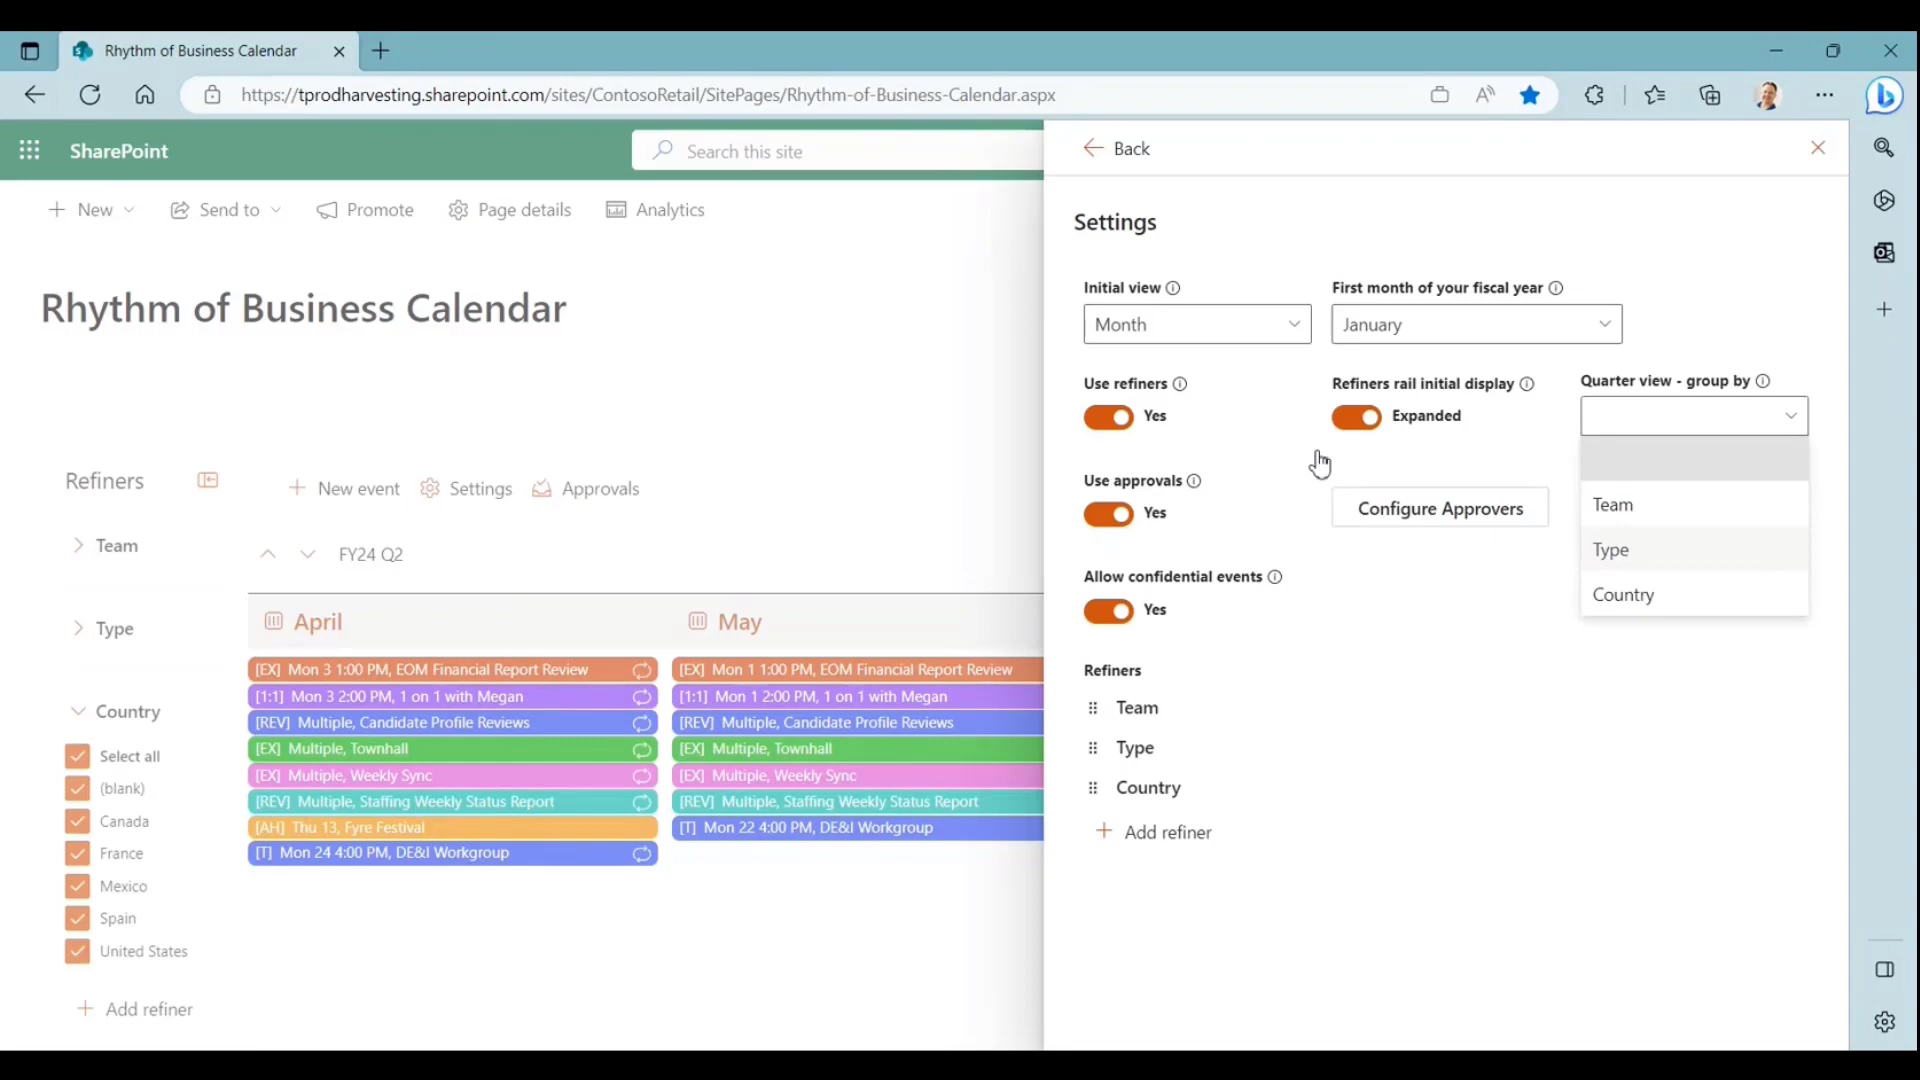 Rhythm of Business Calendar
https://tprodharvesting.sharepoint.com/sites/ContosoRetail/SitePages/Rhythm-of-Business-Calendar.aspx
SharePoint
Search this site
New
Send to
Promote
Page details
Analytics
Rhythm of Business Calendar
Refiners
New event
Settings
Approvals
Team
Type
Country
Select all
(blank)
Canada
France
Mexico
Spain
United States
Add refiner
FY24 Q2
April
[EX] Mon 3 1:00 PM, EOM Financial Report Review
[1:1] Mon 3 2:00 PM, 1 on 1 with Megan
[REV] Multiple, Candidate Profile Reviews
[EX] Multiple, Townhall
[EX] Multiple, Weekly Sync
[REV] Multiple, Staffing Weekly Status Report
[AH] Thu 13, Fyre Festival
[T] Mon 24 4:00 PM, DE&I Workgroup
May
[EX] Mon 1 1:00 PM, EOM Financial Report Review
[1:1] Mon 1 2:00 PM, 1 on 1 with Megan
[REV] Multiple, Candidate Profile Reviews
[EX] Multiple, Townhall
[EX] Multiple, Weekly Sync
[REV] Multiple, Staffing Weekly Status Report
[T] Mon 22 4:00 PM, DE&I Workgroup
Back
Settings
Initial view
Month
First month of your fiscal year
January
Use refiners
Yes
Refiners rail initial display
Expanded
Quarter view - group by
Team
Type
Country
Use approvals
Yes
Configure Approvers
Allow confidential events
Yes
Refiners
Team
Type
Country
Add refiner